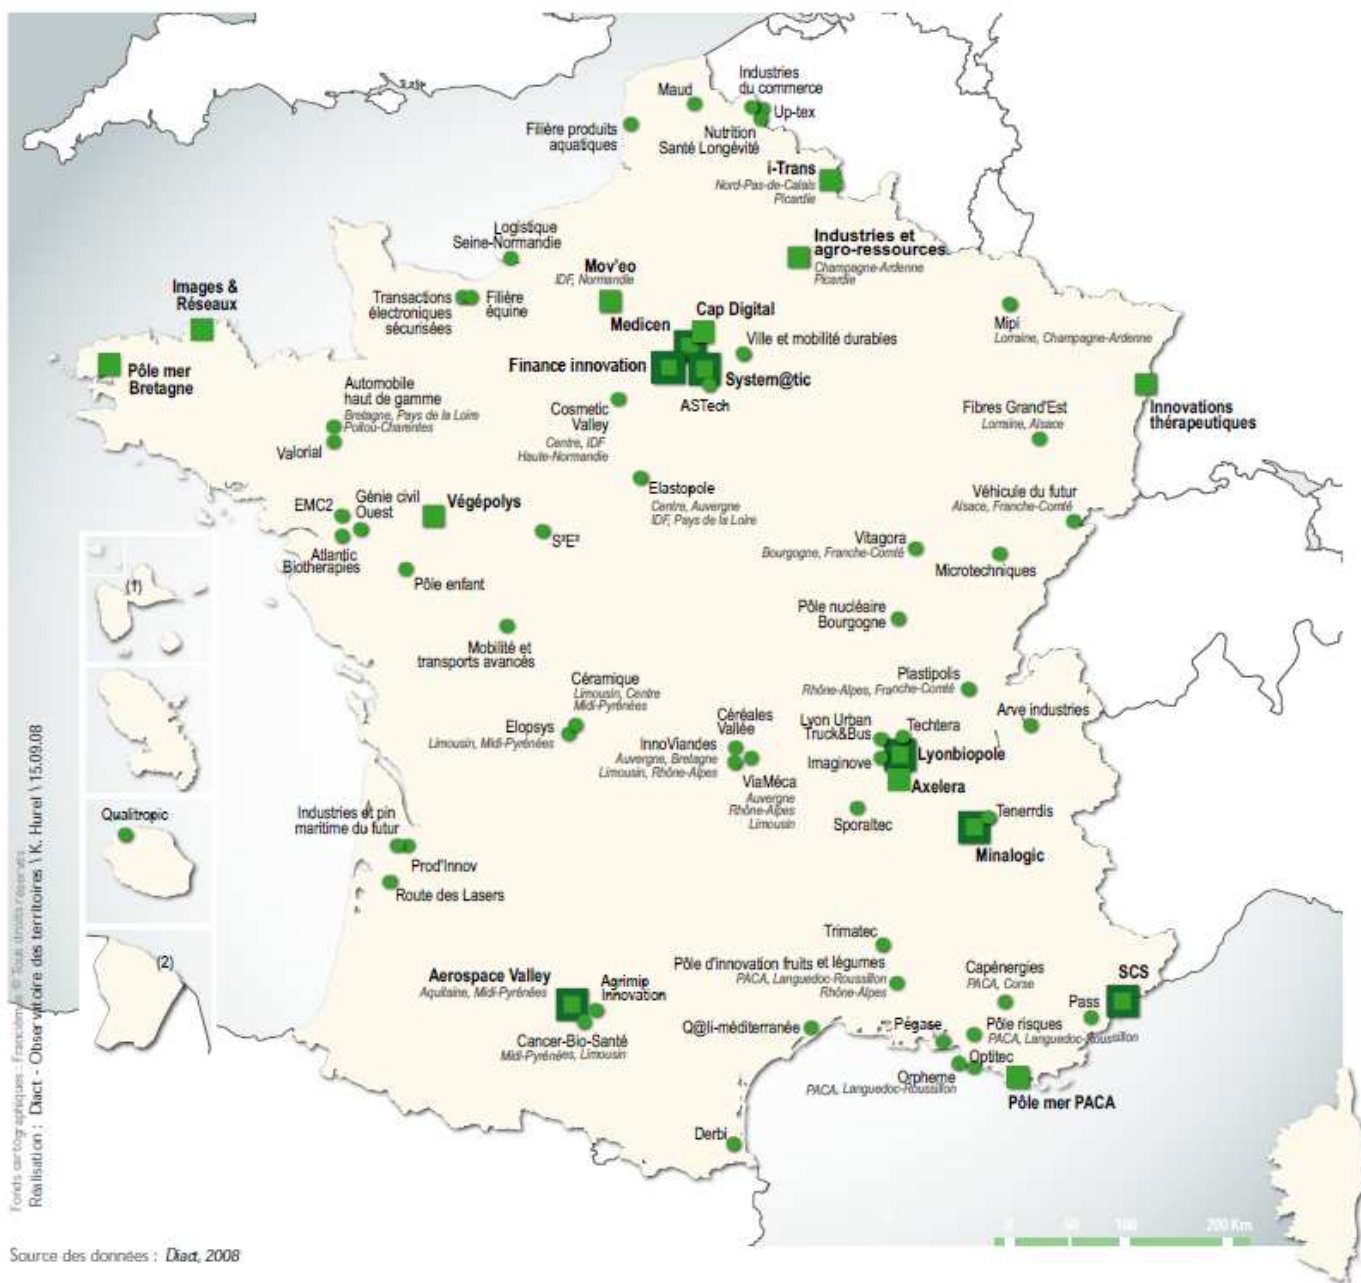 Industries
du commerce
Maud
Up-tex
Filière produits
aquatiques
Nutrition
Santé Longévité
i-Trans
Nord-Pas-de-Calais
Picardie
Logistique
Seine-Normandie
Industries et
agro-ressources
Champagne-Ardenne
Picardie
Mov'eo
IDF, Normandie
Images &
Réseaux
Transactions
électroniques
sécurisées
Filière
équine
Cap Digital
Medicen
Mipi
Lorraine, Champagne-Ardenne
Ville et mobilité durables
Finance innovation
System@tic
Pôle mer
Bretagne
Automobile
haut de gamme
Bretagne, Pays de la Loire
Poitou-Charentes
ASTech
Cosmetic
Valley
Centre, IDF
Haute-Normandie
Fibres Grand'Est
Lorraine, Alsace
Innovations
thérapeutiques
Valorial
Elastopole
Centre, Auvergne
IDF, Pays de la Loire
Véhicule du futur
Alsace, Franche-Comté
EMC2
Génie civil
Ouest
Végépolys
S²E²
Vitagora
Bourgogne, Franche-Comté
Atlantic
Biotherapies
Microtechniques
Pôle enfant
(1)
Pôle nucléaire
Bourgogne
Mobilité et
transports avancés
Céramique
Limousin, Centre
Midi-Pyrénées
Plastipolis
Rhône-Alpes, Franche-Comté
Arve industries
Elopsys
Limousin, Midi-Pyrénées
Céréales
Vallée
Lyon Urban
Truck&Bus
Techtera
InnoViandes
Auvergne, Bretagne
Limousin, Rhône-Alpes
Imaginove
Lyonbiopole
ViaMéca
Auvergne
Rhône-Alpes
Limousin
Axelera
Sporaltec
Tenerrdis
Minalogic
Qualitropic
Industries et pin
maritime du futur
Prod'Innov
Route des Lasers
Trimatec
(2)
Aerospace Valley
Aquitaine, Midi-Pyrénées
Agrimip
Innovation
Pôle d'innovation fruits et légumes
PACA, Languedoc-Roussillon
Rhône-Alpes
Capénergies
PACA, Corse
SCS
Pass
Cancer-Bio-Santé
Midi-Pyrénées, Limousin
Q@li-méditerranée
Pégase
Pôle risques
PACA, Languedoc-Roussillon
Optitec
Orpheme
PACA, Languedoc-Roussillon
Pôle mer PACA
Derbi
0 50 100 200 Km
Fonds cartographiques : Francièmé © Tous droits réservés
Réalisation : Diact - Observatoire des territoires \ K. Hurel \ 15.09.08
Source des données : Diact, 2008